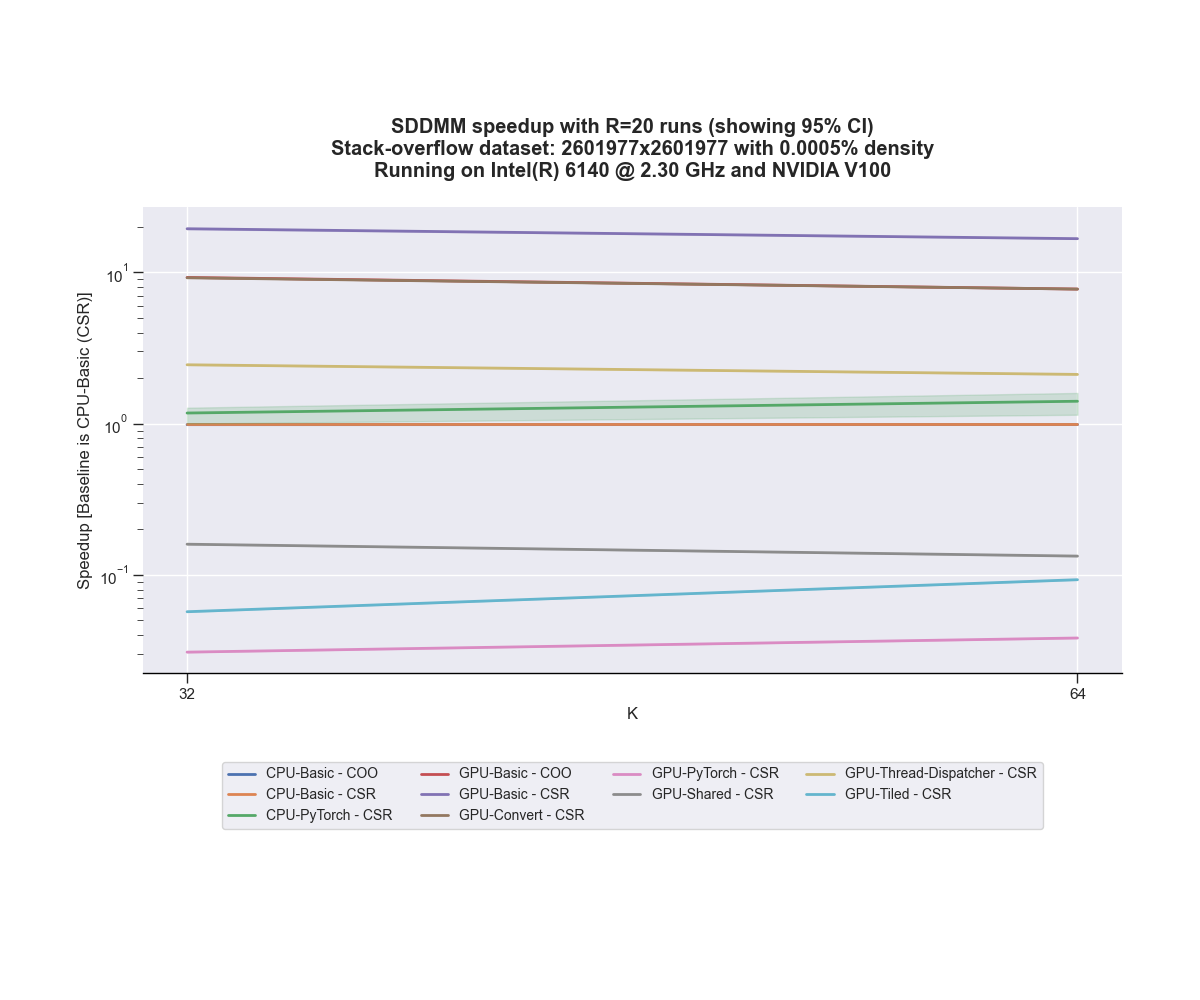 SDDMM speedup with R=20 runs (showing 95% CI)
Stack-overflow dataset: 2601977x2601977 with 0.0005% density
Running on Intel(R) 6140 @ 2.30 GHz and NVIDIA V100
Speedup [Baseline is CPU-Basic (CSR)]
10^1
10^0
10^−1
32
64
K
CPU-Basic - COO
CPU-Basic - CSR
CPU-PyTorch - CSR
GPU-Basic - COO
GPU-Basic - CSR
GPU-Convert - CSR
GPU-PyTorch - CSR
GPU-Shared - CSR
GPU-Thread-Dispatcher - CSR
GPU-Tiled - CSR